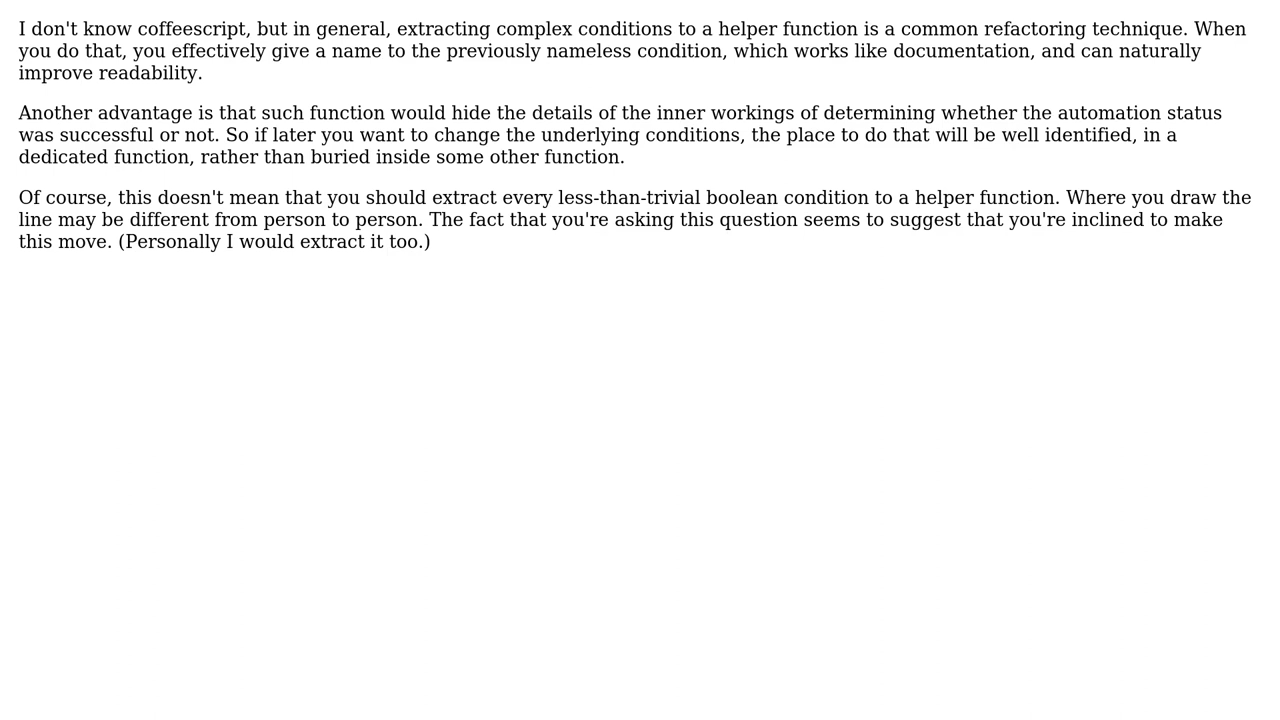 I don't know coffeescript, but in general, extracting complex conditions to a helper function is a common refactoring technique. When
you do that, you effectively give a name to the previously nameless condition, which works like documentation, and can naturally
improve readability.
Another advantage is that such function would hide the details of the inner workings of determining whether the automation status
was successful or not. So if later you want to change the underlying conditions, the place to do that will be well identified, in a
dedicated function, rather than buried inside some other function.
Of course, this doesn't mean that you should extract every less-than-trivial boolean condition to a helper function. Where you draw the
line may be different from person to person. The fact that you're asking this question seems to suggest that you're inclined to make
this move. (Personally I would extract it too.)